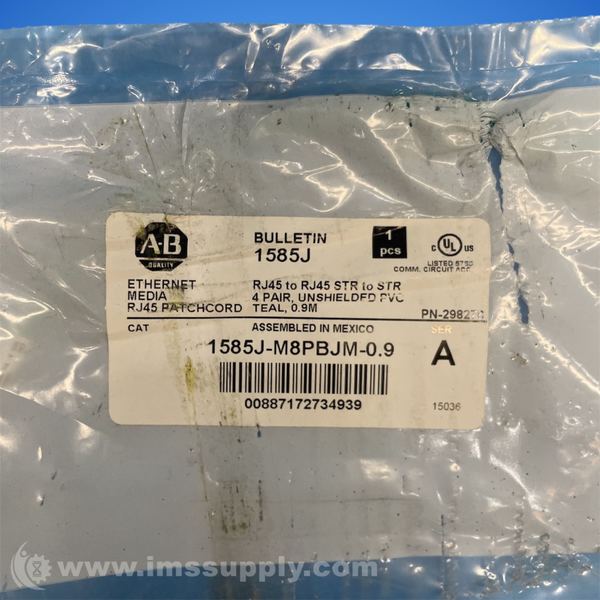 A-B
QUALITY
BULLETIN
1585J
1
pcs
C UL US
LISTED
COMM. CIRCUIT ACC.
ETHERNET
MEDIA
RJ45 PATCHCORD
RJ45 to RJ45 STR to STR
4 PAIR, UNSHIELDED PVC
TEAL, 0.9M
CAT
ASSEMBLED IN MEXICO
SER
1585J-M8PBJM-0.9
A
00887172734939
15036
www.imssupply.com